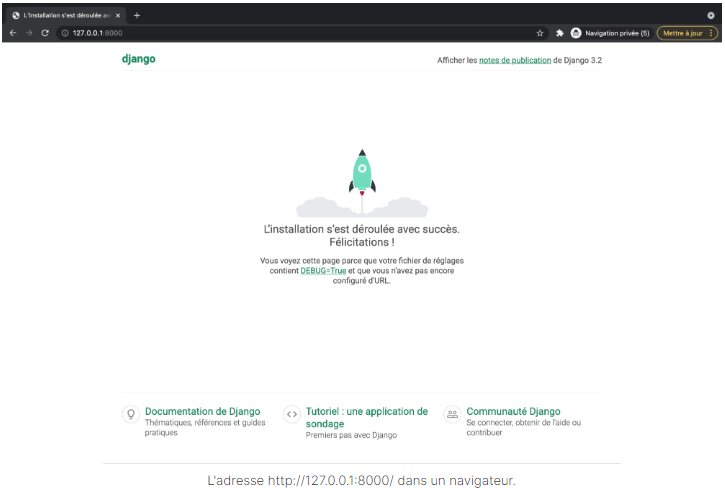 L'installation s'est déroulée av
127.0.0.1:8000
Navigation privée (5)
Mettre à jour
django
Afficher les notes de publication de Django 3.2
L'installation s'est déroulée avec succès.
Félicitations !
Vous voyez cette page parce que votre fichier de réglages
contient DEBUG=True et que vous n'avez pas encore
configuré d'URL.
Documentation de Django
Thématiques, références et guides
pratiques
Tutoriel : une application de
sondage
Premiers pas avec Django
Communauté Django
Se connecter, obtenir de l'aide ou
contribuer
L'adresse http://127.0.0.1:8000/ dans un navigateur.